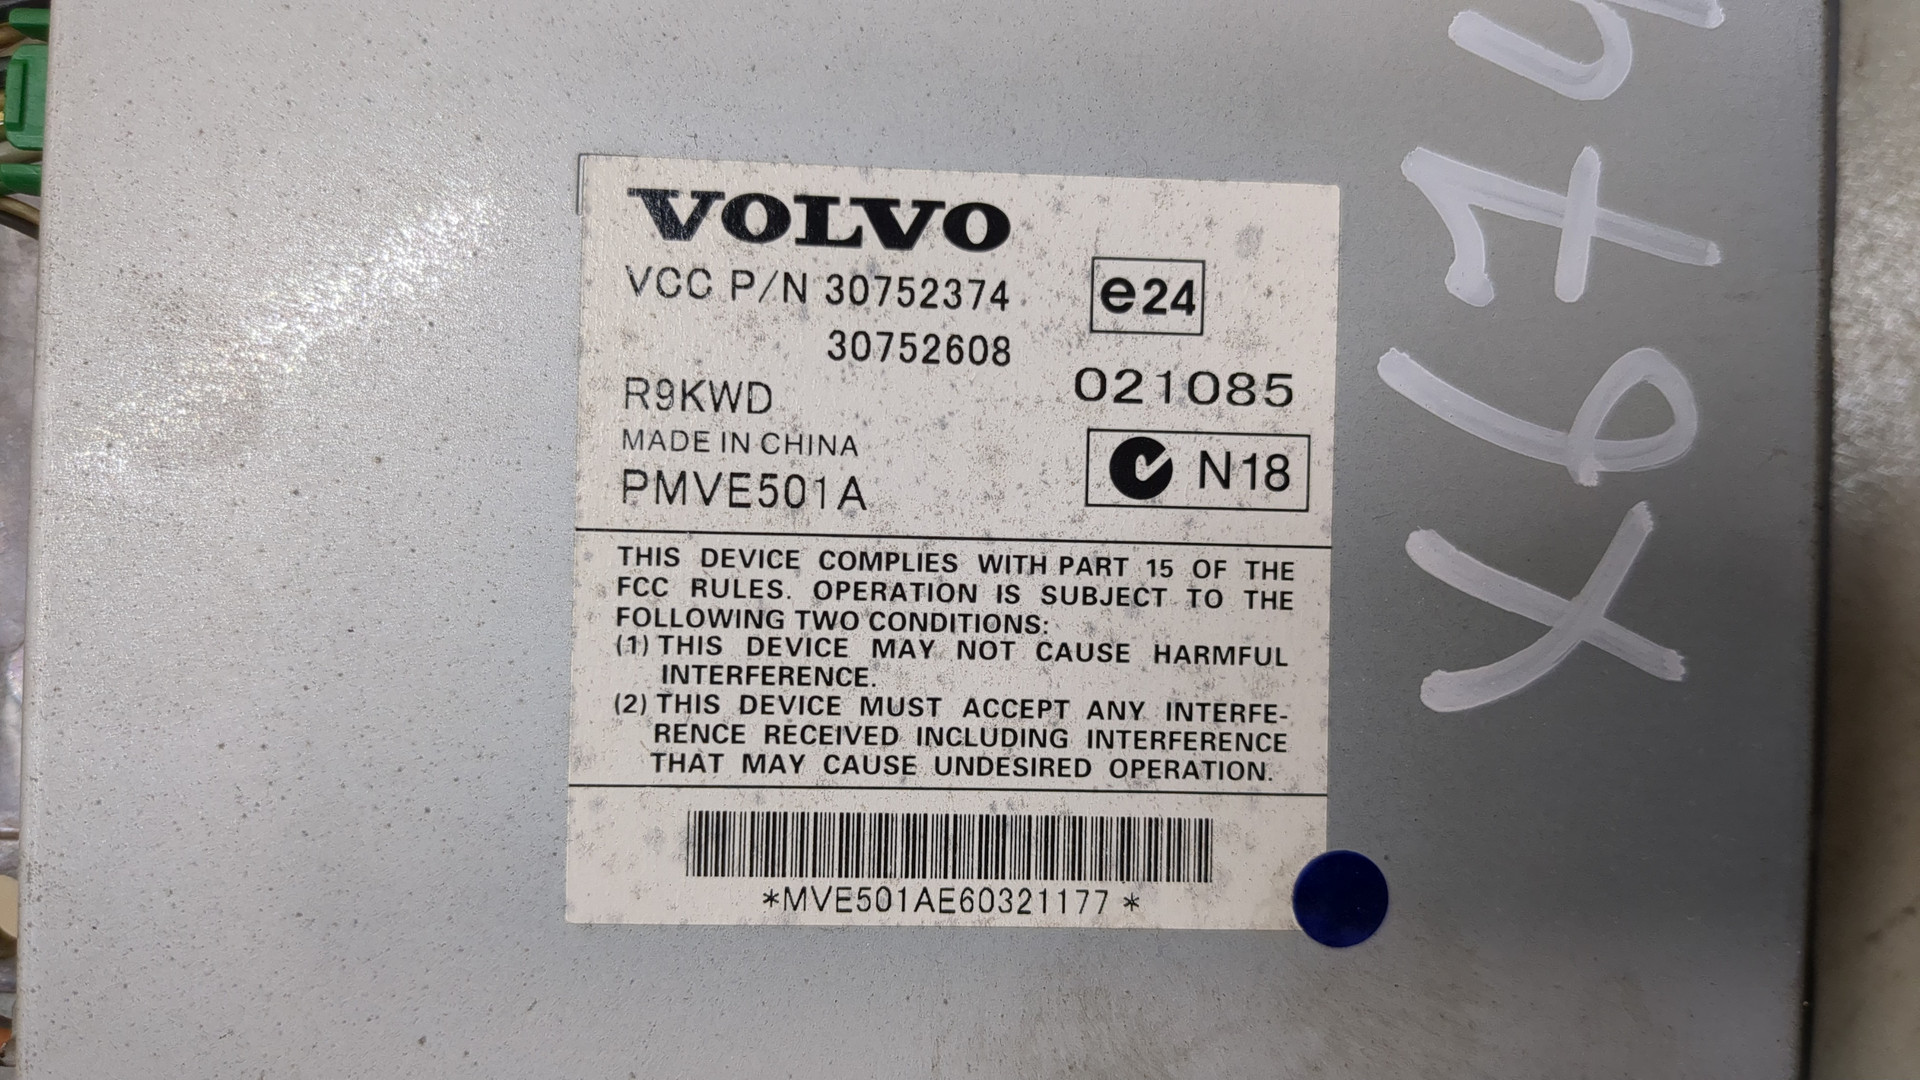 VOLVO
VCC P/N 30752374
30752608
e24
R9KWD
021085
MADE IN CHINA
PMVE501A
N18
THIS DEVICE COMPLIES WITH PART 15 OF THE
FCC RULES. OPERATION IS SUBJECT TO THE
FOLLOWING TWO CONDITIONS:
(1) THIS DEVICE MAY NOT CAUSE HARMFUL
INTERFERENCE.
(2) THIS DEVICE MUST ACCEPT ANY INTERFE-
RENCE RECEIVED INCLUDING INTERFERENCE
THAT MAY CAUSE UNDESIRED OPERATION.
*MVE501AE60321177 *
X674